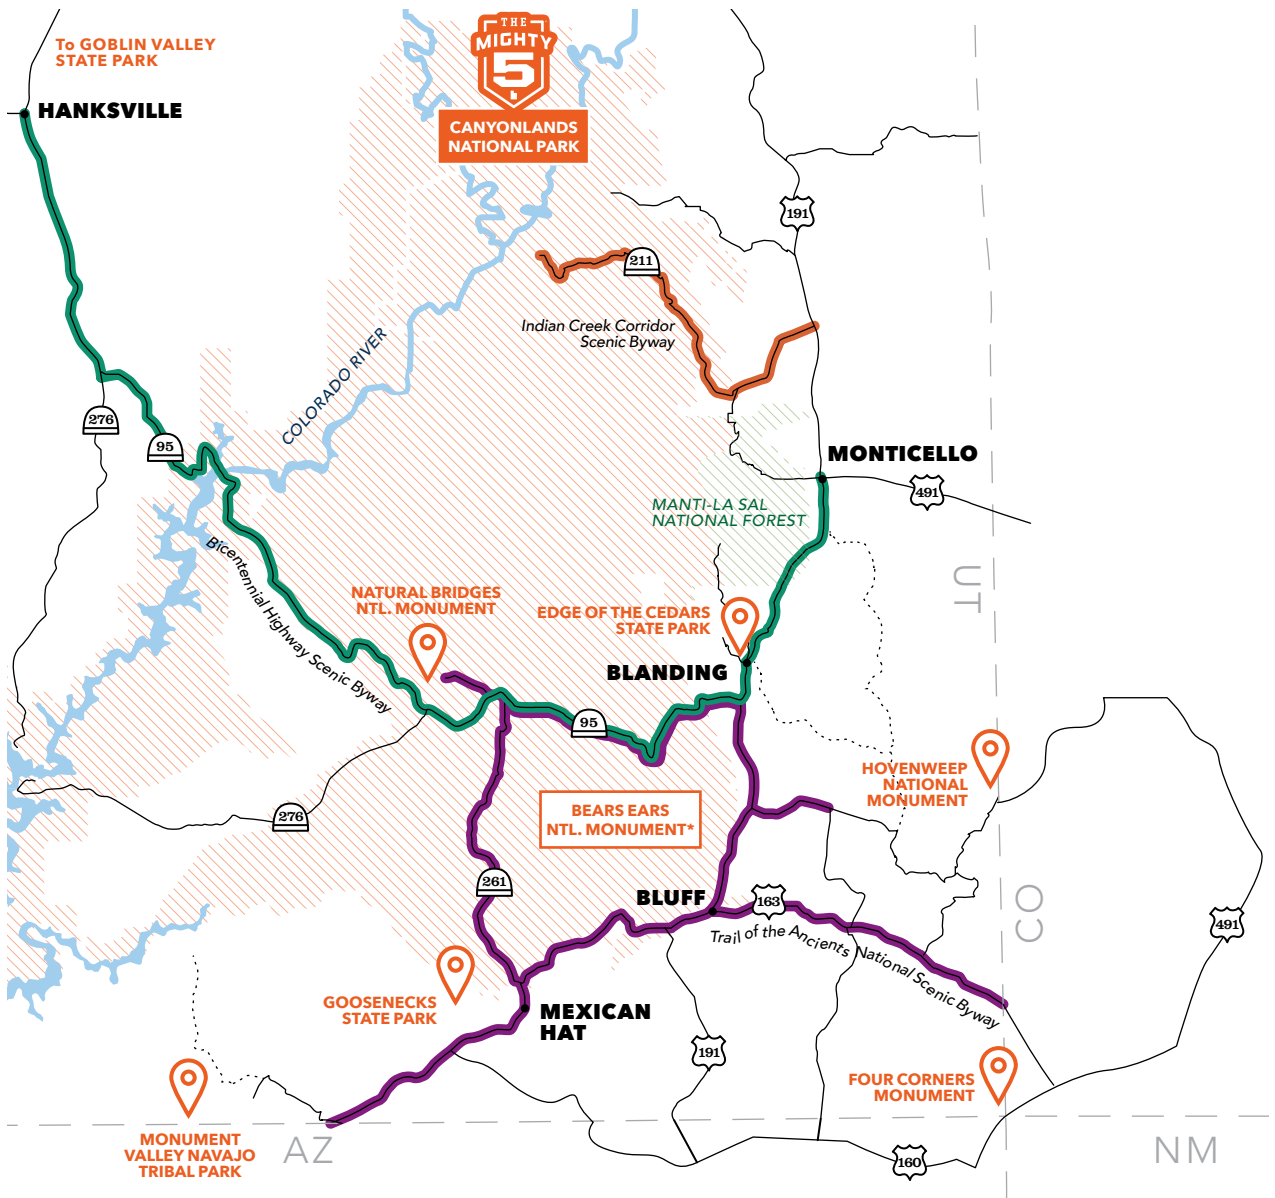 To GOBLIN VALLEY
STATE PARK
HANKSVILLE
THE
MIGHTY
5
CANYONLANDS
NATIONAL PARK
191
211
Indian Creek Corridor
Scenic Byway
COLORADO RIVER
276
95
MONTICELLO
491
MANTI-LA SAL
NATIONAL FOREST
Bicentennial Highway Scenic Byway
NATURAL BRIDGES
NTL. MONUMENT
EDGE OF THE CEDARS
STATE PARK
UT
BLANDING
95
HOVENWEEP
NATIONAL
MONUMENT
276
BEARS EARS
NTL. MONUMENT*
261
BLUFF
163
CO
491
Trail of the Ancients National Scenic Byway
GOOSENECKS
STATE PARK
MEXICAN
HAT
191
FOUR CORNERS
MONUMENT
MONUMENT
VALLEY NAVAJO
TRIBAL PARK
AZ
160
NM